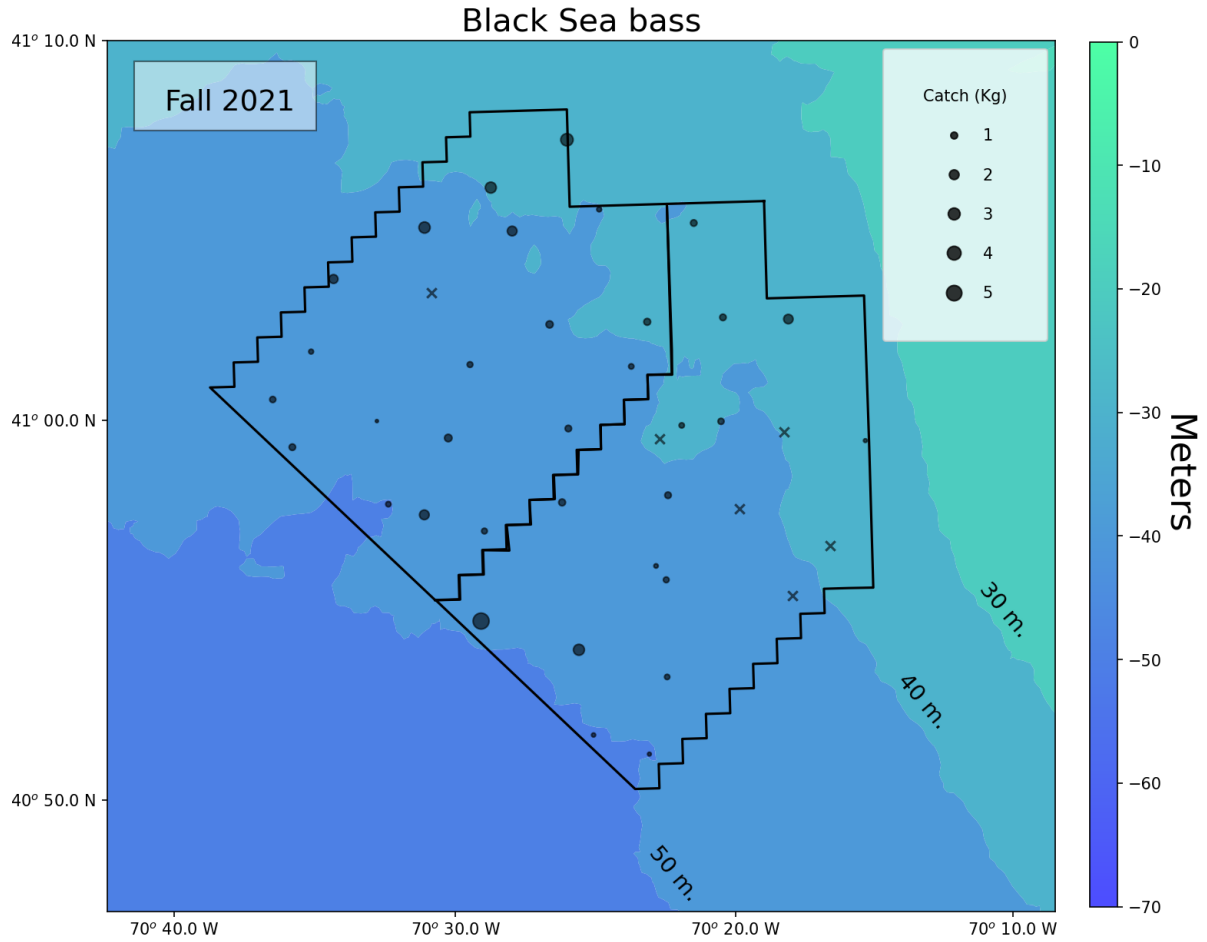 Black Sea bass
41° 10.0 N
Fall 2021
Catch (Kg)
1
2
3
4
5
41° 00.0 N
40° 50.0 N
30 m.
40 m.
50 m.
70° 40.0 W
70° 30.0 W
70° 20.0 W
70° 10.0 W
0
−10
−20
−30
−40
−50
−60
−70
Meters